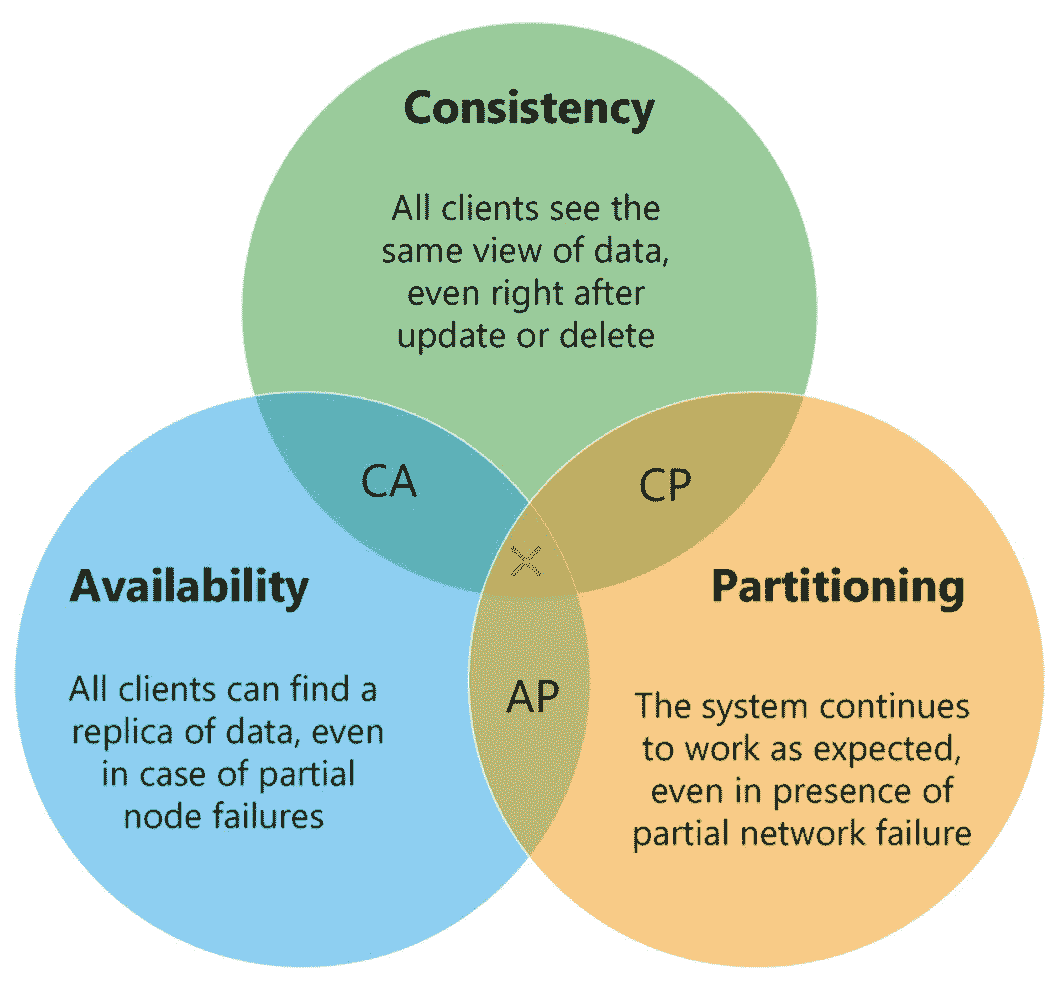 Consistency
All clients see the
same view of data,
even right after
update or delete
CA
CP
Availability
All clients can find a
replica of data, even
in case of partial
node failures
AP
Partitioning
The system continues
to work as expected,
even in presence of
partial network failure